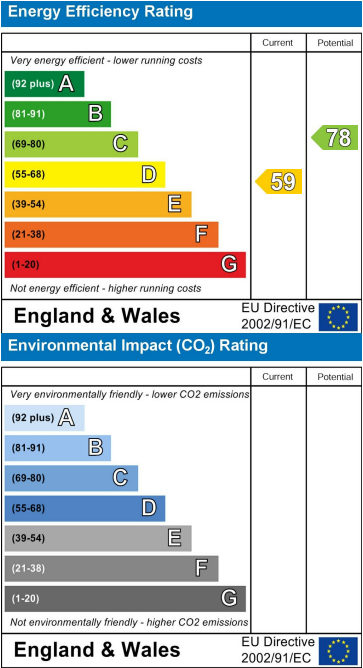 Energy Efficiency Rating
Current Potential
Very energy efficient - lower running costs
(92 plus) A
(81-91) B
78
(69-80) C
(55-68) D
59
(39-54) E
(21-38) F
(1-20) G
Not energy efficient - higher running costs
England & Wales
EU Directive
2002/91/EC
Environmental Impact (CO₂) Rating
Current Potential
Very environmentally friendly - lower CO2 emissions
(92 plus) A
(81-91) B
(69-80) C
(55-68) D
(39-54) E
(21-38) F
(1-20) G
Not environmentally friendly - higher CO2 emissions
England & Wales
EU Directive
2002/91/EC